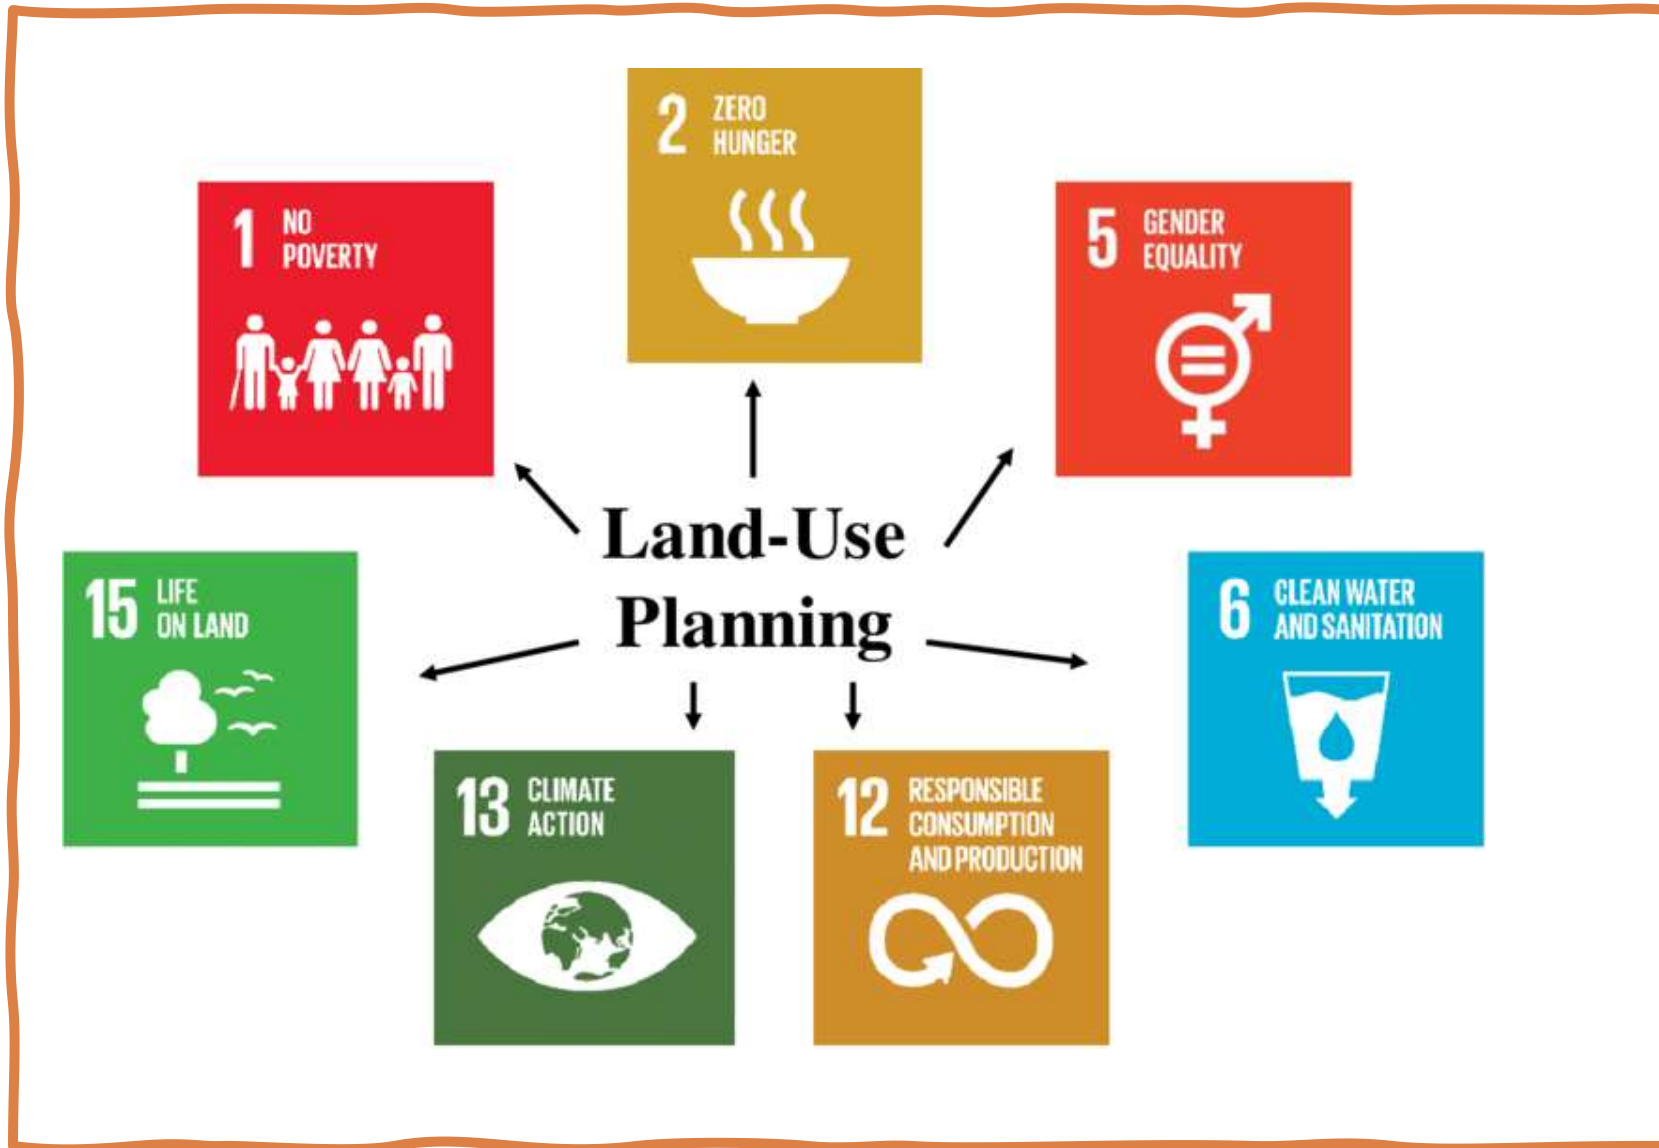 2 ZERO
HUNGER
1 NO
POVERTY
5 GENDER
EQUALITY
Land-Use
Planning
15 LIFE
ON LAND
6 CLEAN WATER
AND SANITATION
13 CLIMATE
ACTION
12 RESPONSIBLE
CONSUMPTION
AND PRODUCTION